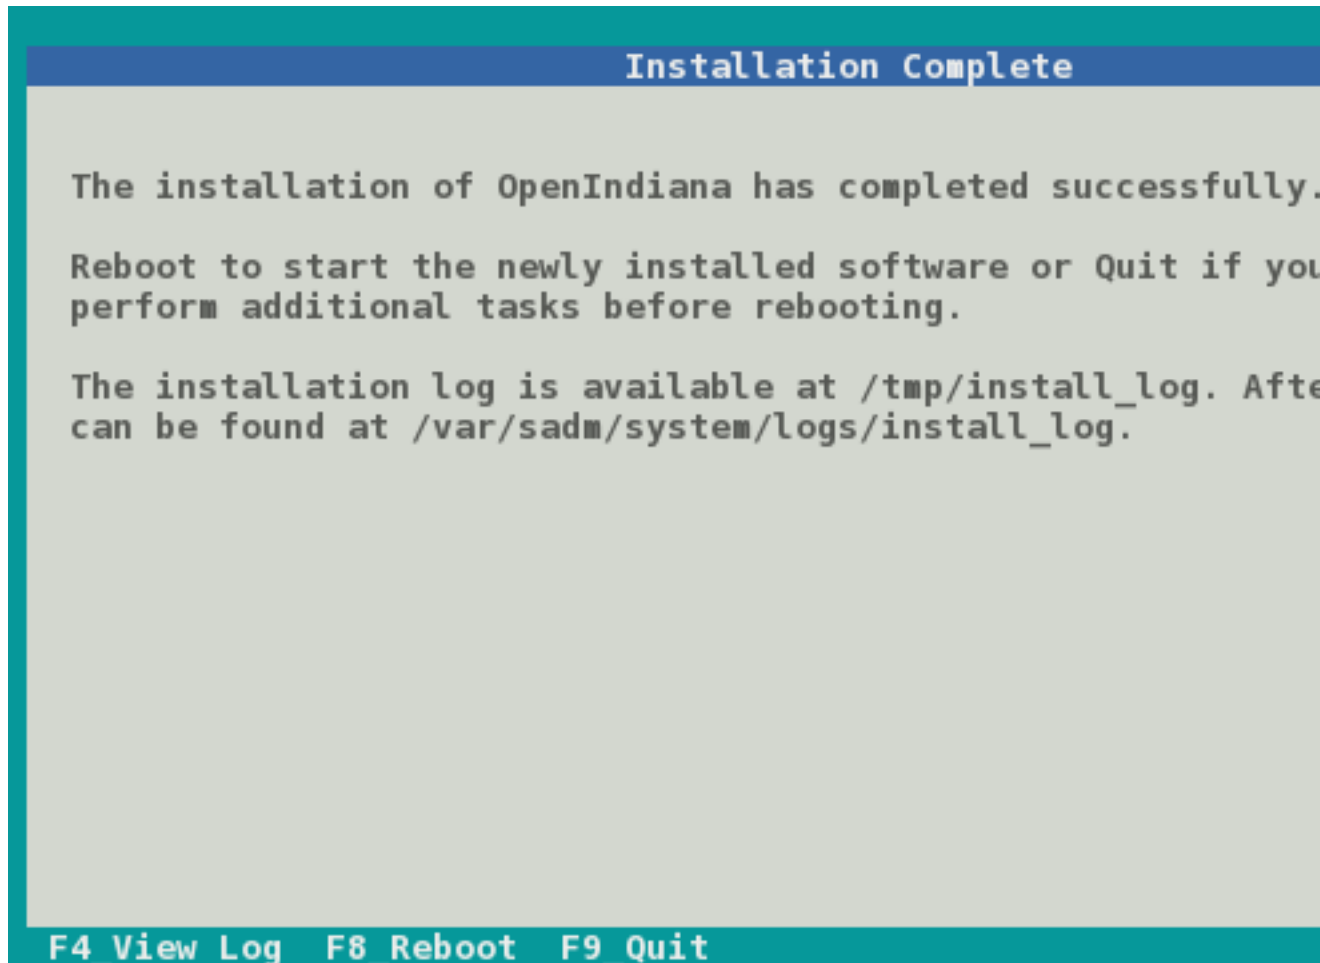 Installation Complete
The installation of OpenIndiana has completed successfully.
Reboot to start the newly installed software or Quit if you
perform additional tasks before rebooting.
The installation log is available at /tmp/install_log. Afte
can be found at /var/sadm/system/logs/install_log.
F4 View Log F8 Reboot F9 Quit